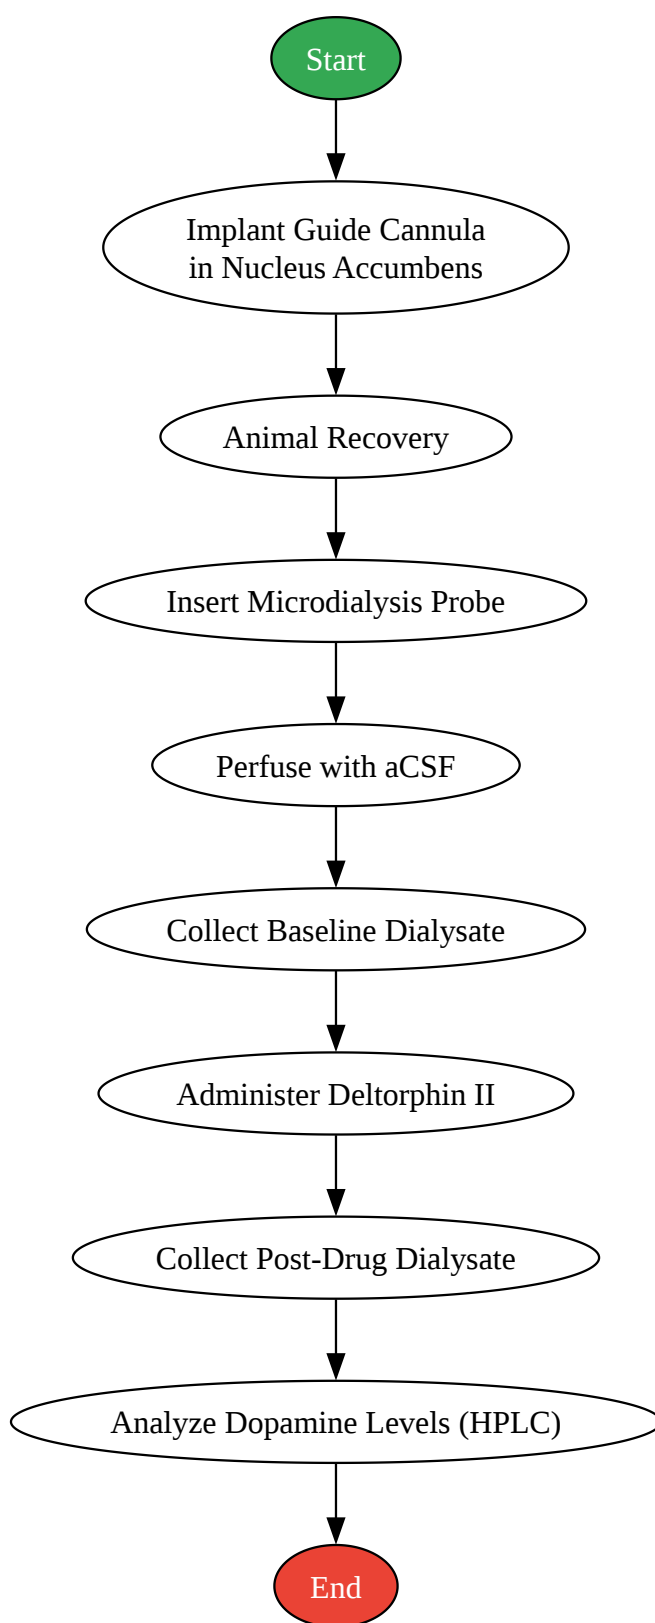 Start
Implant Guide Cannula
in Nucleus Accumbens
Animal Recovery
Insert Microdialysis Probe
Perfuse with aCSF
Collect Baseline Dialysate
Administer Deltorphin II
Collect Post-Drug Dialysate
Analyze Dopamine Levels (HPLC)
End